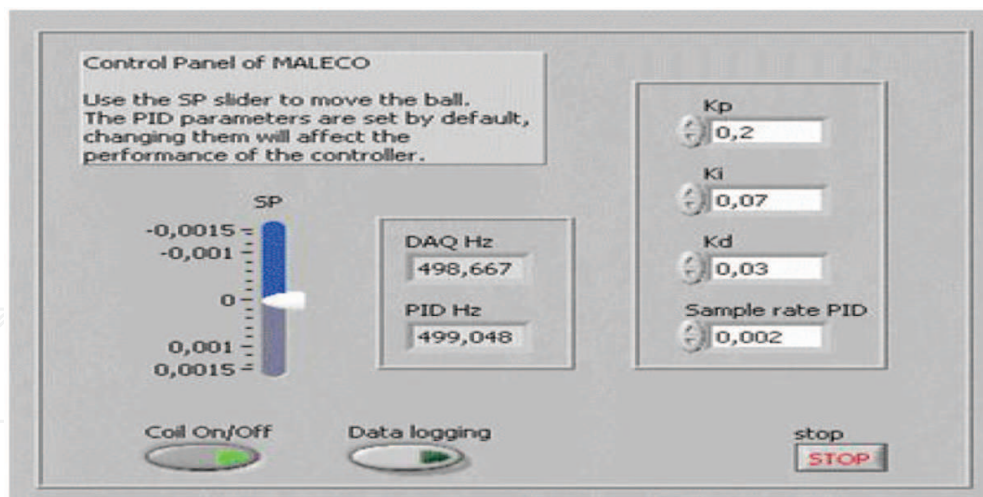 Control Panel of MALECO
Use the SP slider to move the ball.
The PID parameters are set by default,
changing them will affect the
performance of the controller.
SP
-0,0015
-0,001
0
0,001
0,0015
DAQ Hz
498,667
PID Hz
499,048
Kp
0,2
Ki
0,07
Kd
0,03
Sample rate PID
0,002
Coil On/Off
Data logging
stop
STOP